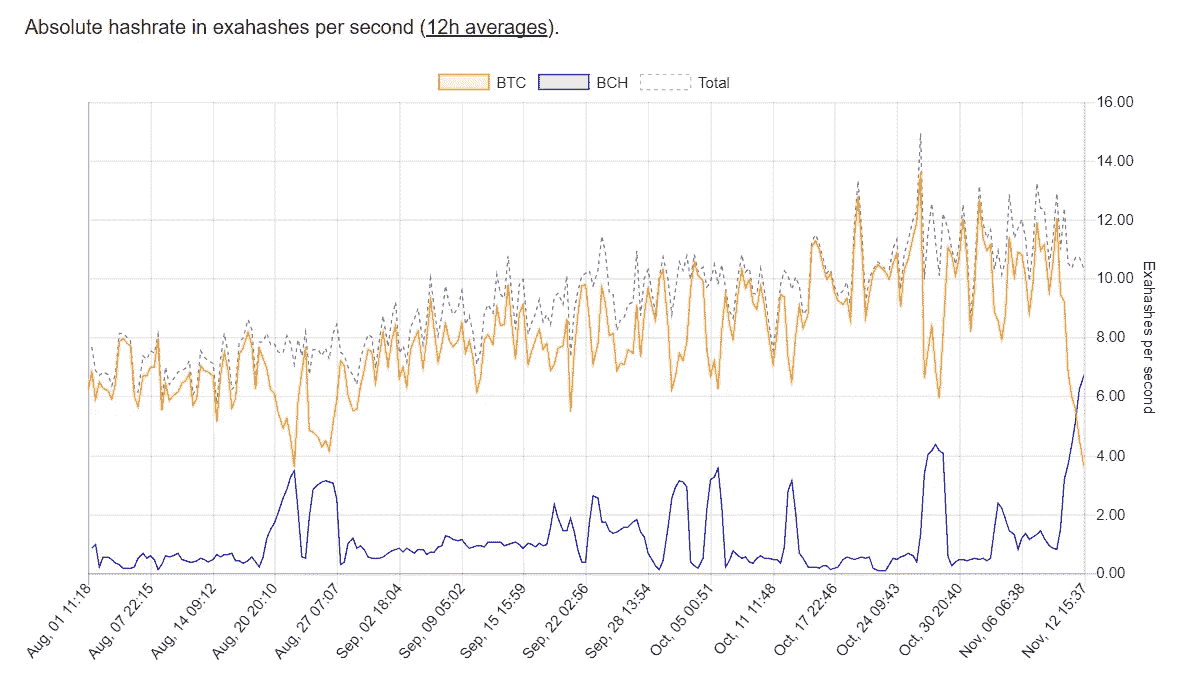 Absolute hashrate in exahashes per second (12h averages).
BTC BCH Total
16.00
14.00
12.00
10.00
8.00
6.00
4.00
2.00
0.00
Exahashes per second
Aug, 01 11:18
Aug, 07 22:15
Aug, 14 09:12
Aug, 20 20:10
Aug, 27 07:07
Sep, 02 18:04
Sep, 09 05:02
Sep, 15 15:59
Sep, 22 02:56
Sep, 28 13:54
Oct, 05 00:51
Oct, 11 11:48
Oct, 17 22:46
Oct, 24 09:43
Oct, 30 20:40
Nov, 06 06:38
Nov, 12 15:37